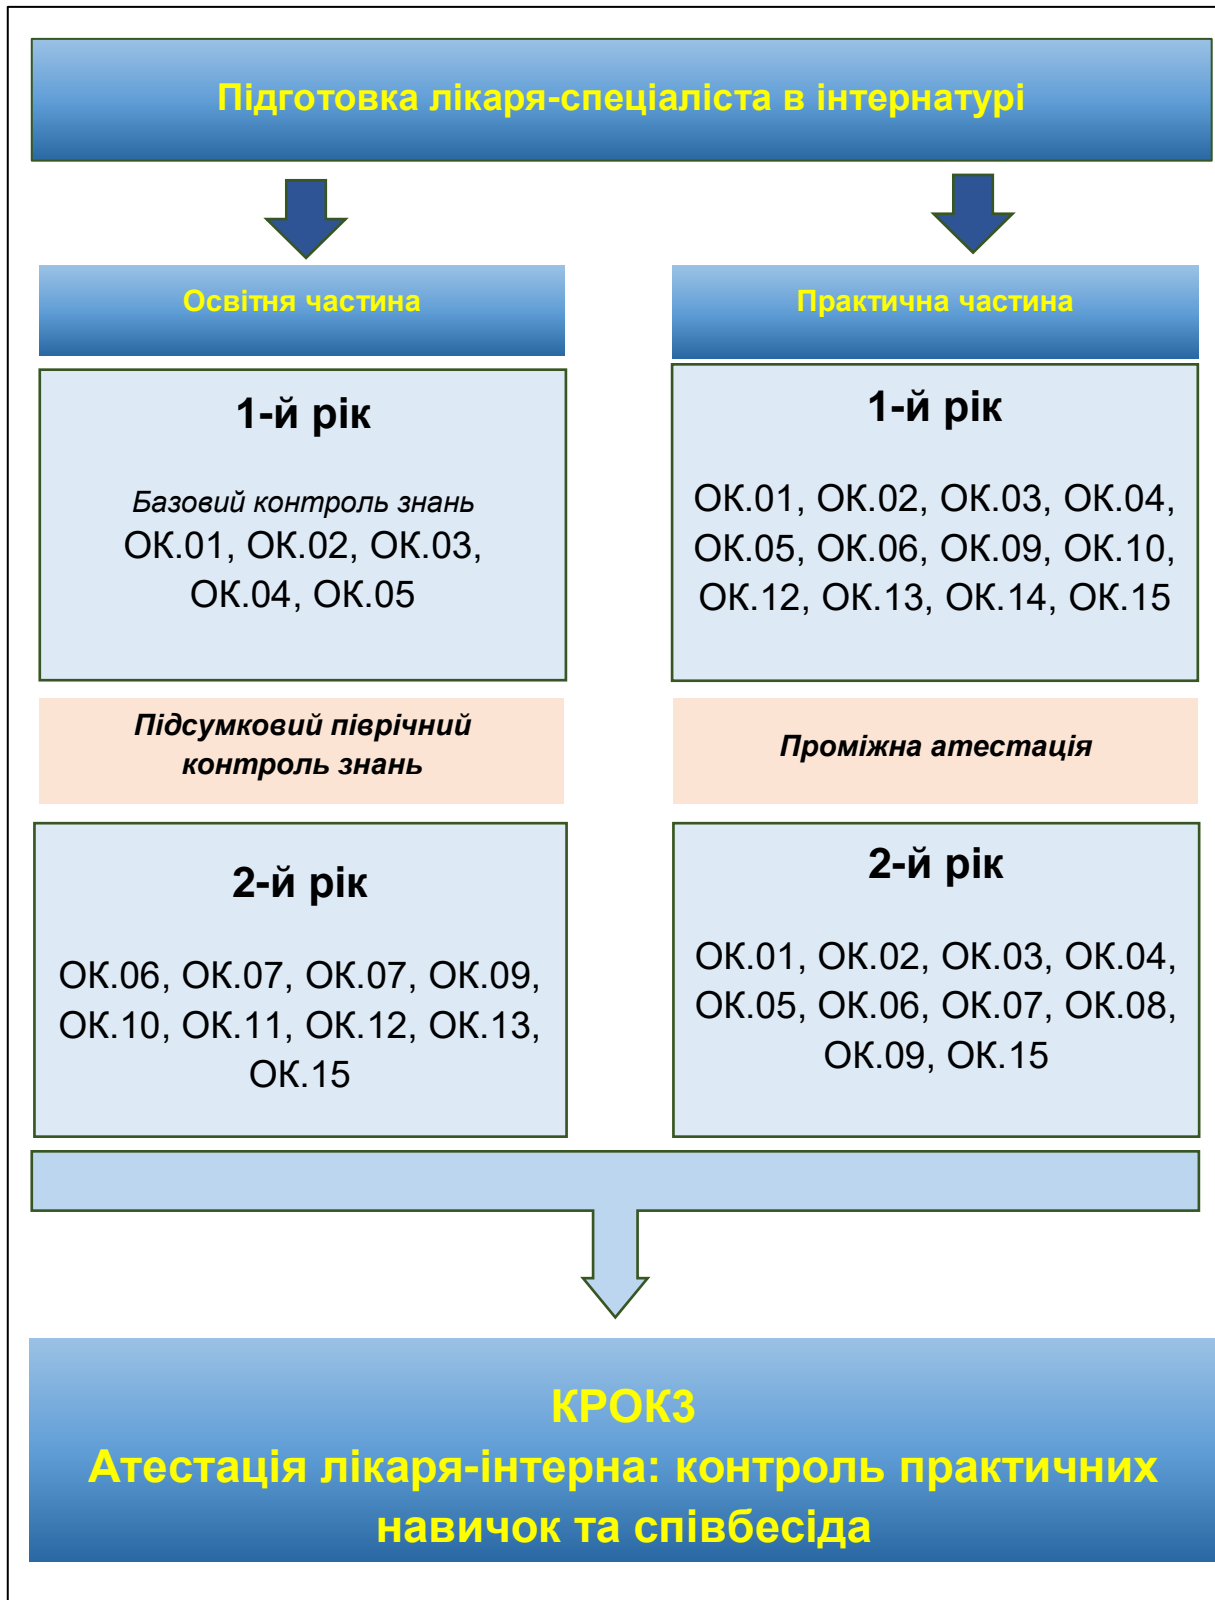 Підготовка лікаря-спеціаліста в інтернатурі
Освітня частина
1-й рік
Базовий контроль знань
ОК.01, ОК.02, ОК.03,
ОК.04, ОК.05
Підсумковий піврічний
контроль знань
2-й рік
ОК.06, ОК.07, ОК.07, ОК.09,
ОК.10, ОК.11, ОК.12, ОК.13,
ОК.15
Практична частина
1-й рік
ОК.01, ОК.02, ОК.03, ОК.04,
ОК.05, ОК.06, ОК.09, ОК.10,
ОК.12, ОК.13, ОК.14, ОК.15
Проміжна атестація
2-й рік
ОК.01, ОК.02, ОК.03, ОК.04,
ОК.05, ОК.06, ОК.07, ОК.08,
ОК.09, ОК.15
КРОК3
Атестація лікаря-інтерна: контроль практичних
навичок та співбесіда